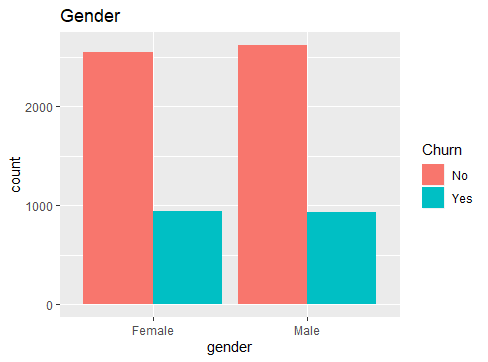 Gender
count
2000
1000
0
Female Male
gender
Churn
No
Yes